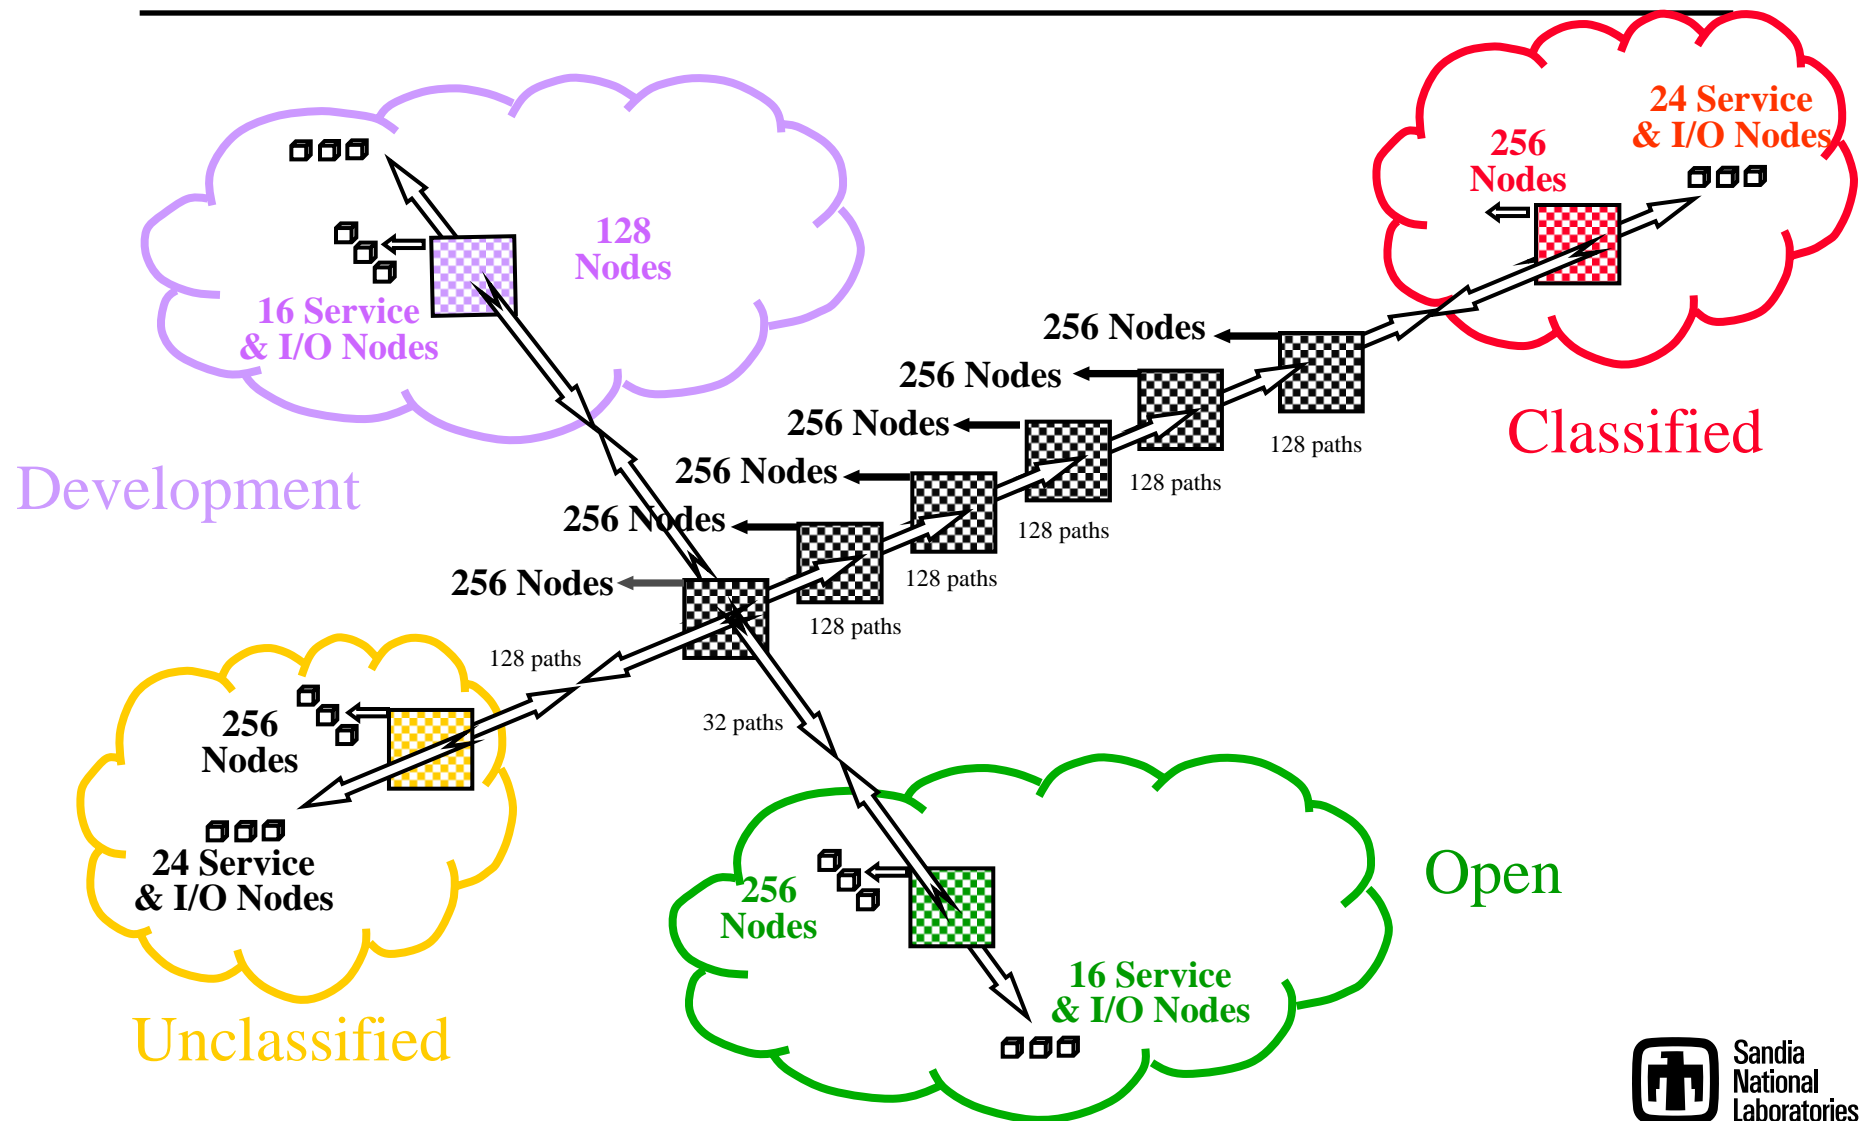 24 Service
& I/O Nodes
256
Nodes
128
Nodes
16 Service
& I/O Nodes
Development
256 Nodes
256 Nodes
256 Nodes
256 Nodes
256 Nodes
256 Nodes
Classified
128 paths
128 paths
128 paths
128 paths
128 paths
128 paths
32 paths
256
Nodes
24 Service
& I/O Nodes
Unclassified
256
Nodes
16 Service
& I/O Nodes
Open
Sandia
National
Laboratories